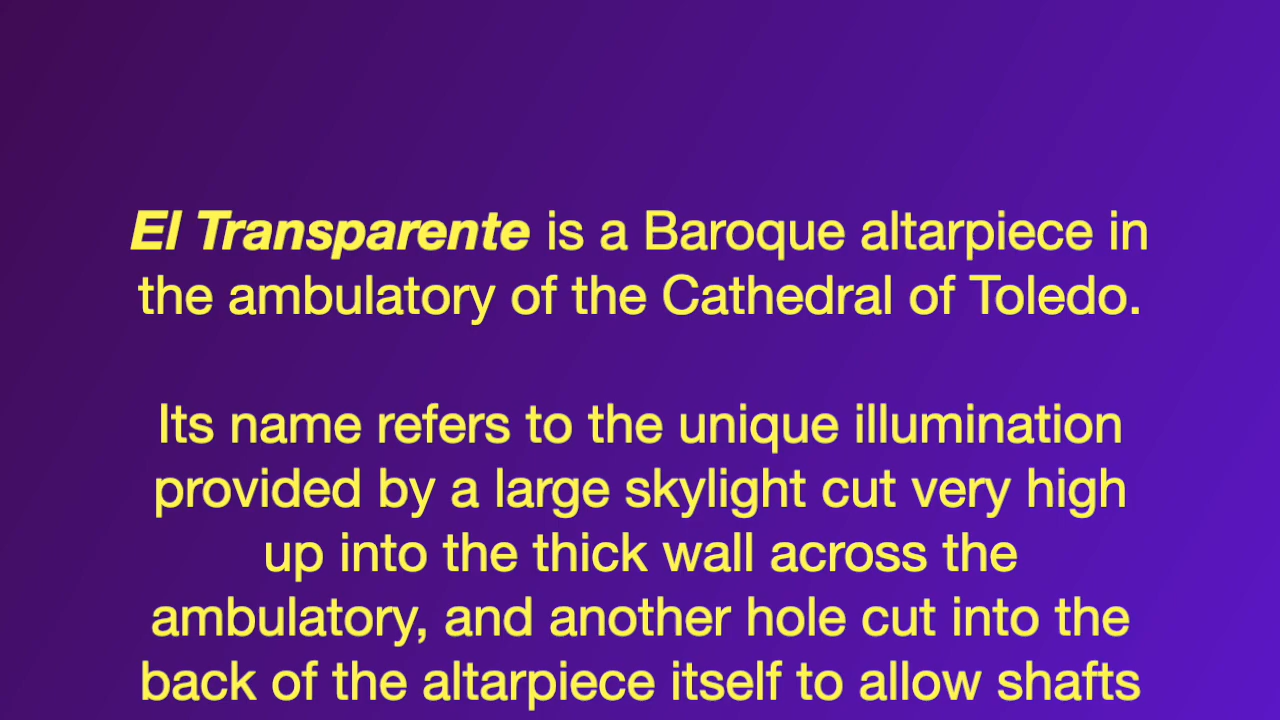 El Transparente is a Baroque altarpiece in
the ambulatory of the Cathedral of Toledo.
Its name refers to the unique illumination
provided by a large skylight cut very high
up into the thick wall across the
ambulatory, and another hole cut into the
back of the altarpiece itself to allow shafts